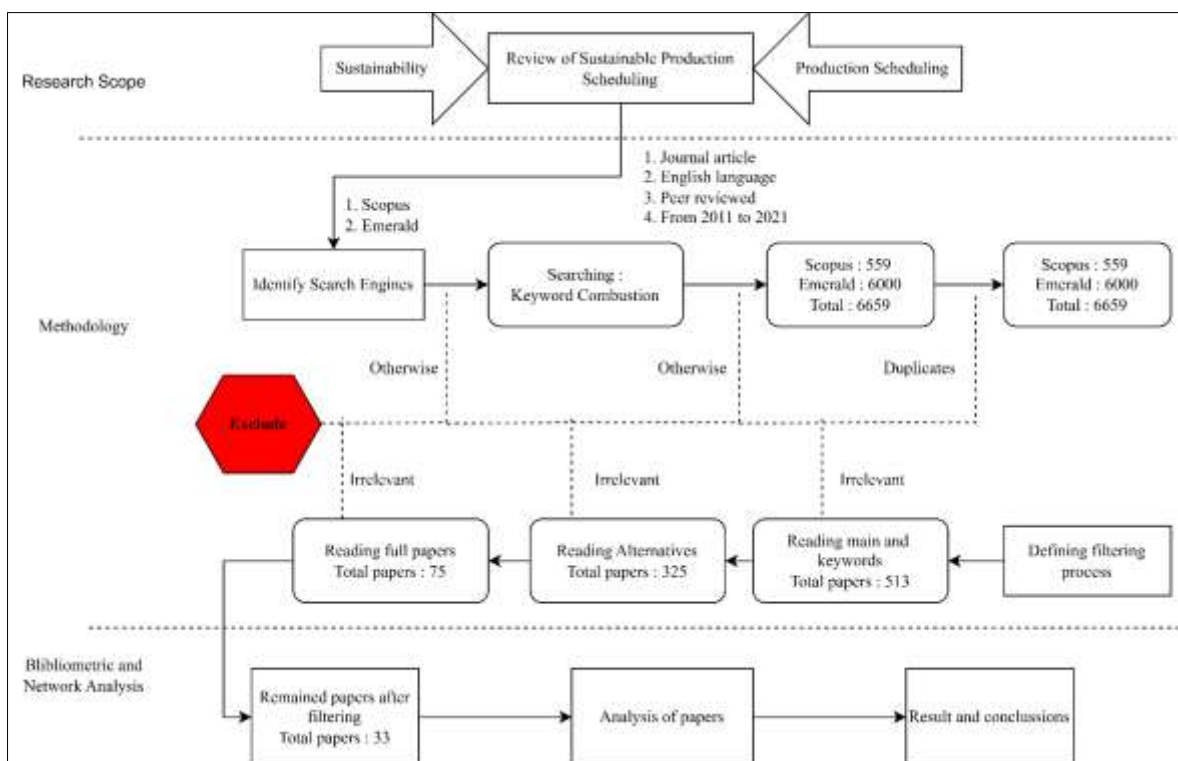 Research Scope
Sustainability
Review of Sustainable Production
Scheduling
Production Scheduling
1. Journal article
2. English language
3. Peer reviewed
4. From 2011 to 2021
1. Scopus
2. Emerald
Identify Search Engines
Searching :
Keyword Combustion
Scopus : 559
Emerald : 6000
Total : 6659
Scopus : 559
Emerald : 6000
Total : 6659
Methodology
Otherwise
Otherwise
Duplicates
Exclude
Irrelevant
Irrelevant
Irrelevant
Reading full papers
Total papers : 75
Reading Alternatives
Total papers : 325
Reading main and
keywords
Total papers : 513
Defining filtering
process
Blibliometric and
Network Analysis
Remained papers after
filtering
Total papers : 33
Analysis of papers
Result and conclussions